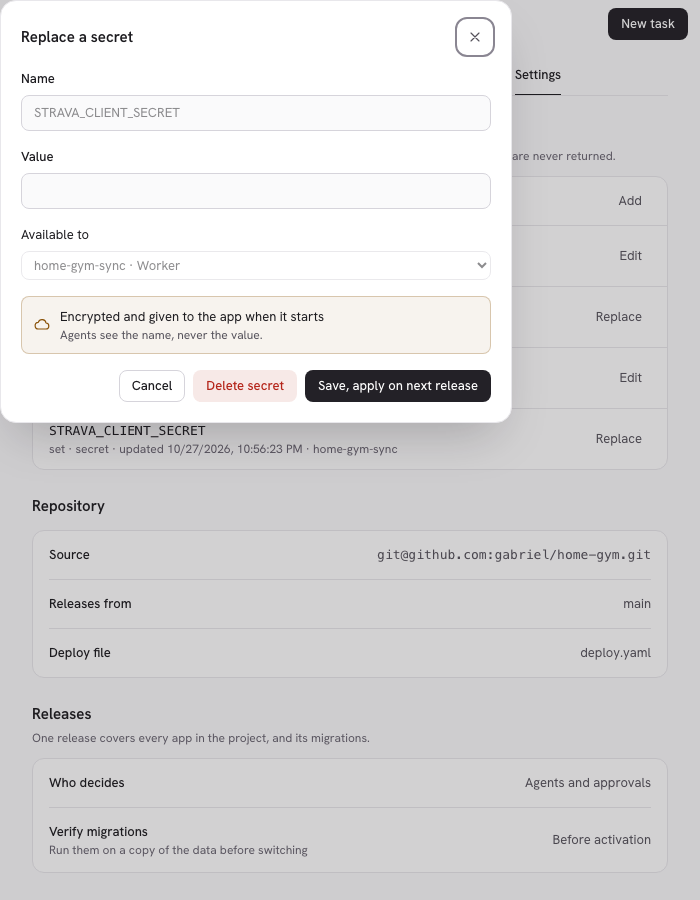 New task
Replace a secret
Settings
Name
STRAVA_CLIENT_SECRET
Value
are never returned.
Add
Available to
Edit
home-gym-sync · Worker
Encrypted and given to the app when it starts
Replace
Agents see the name, never the value.
Cancel
Delete secret
Save, apply on next release
Edit
STRAVA_CLIENT_SECRET
set · secret · updated 10/27/2026, 10:56:23 PM · home-gym-sync
Replace
Repository
Source
git@github.com:gabriel/home-gym.git
Releases from
main
Deploy file
deploy.yaml
Releases
One release covers every app in the project, and its migrations.
Who decides
Agents and approvals
Verify migrations
Run them on a copy of the data before switching
Before activation